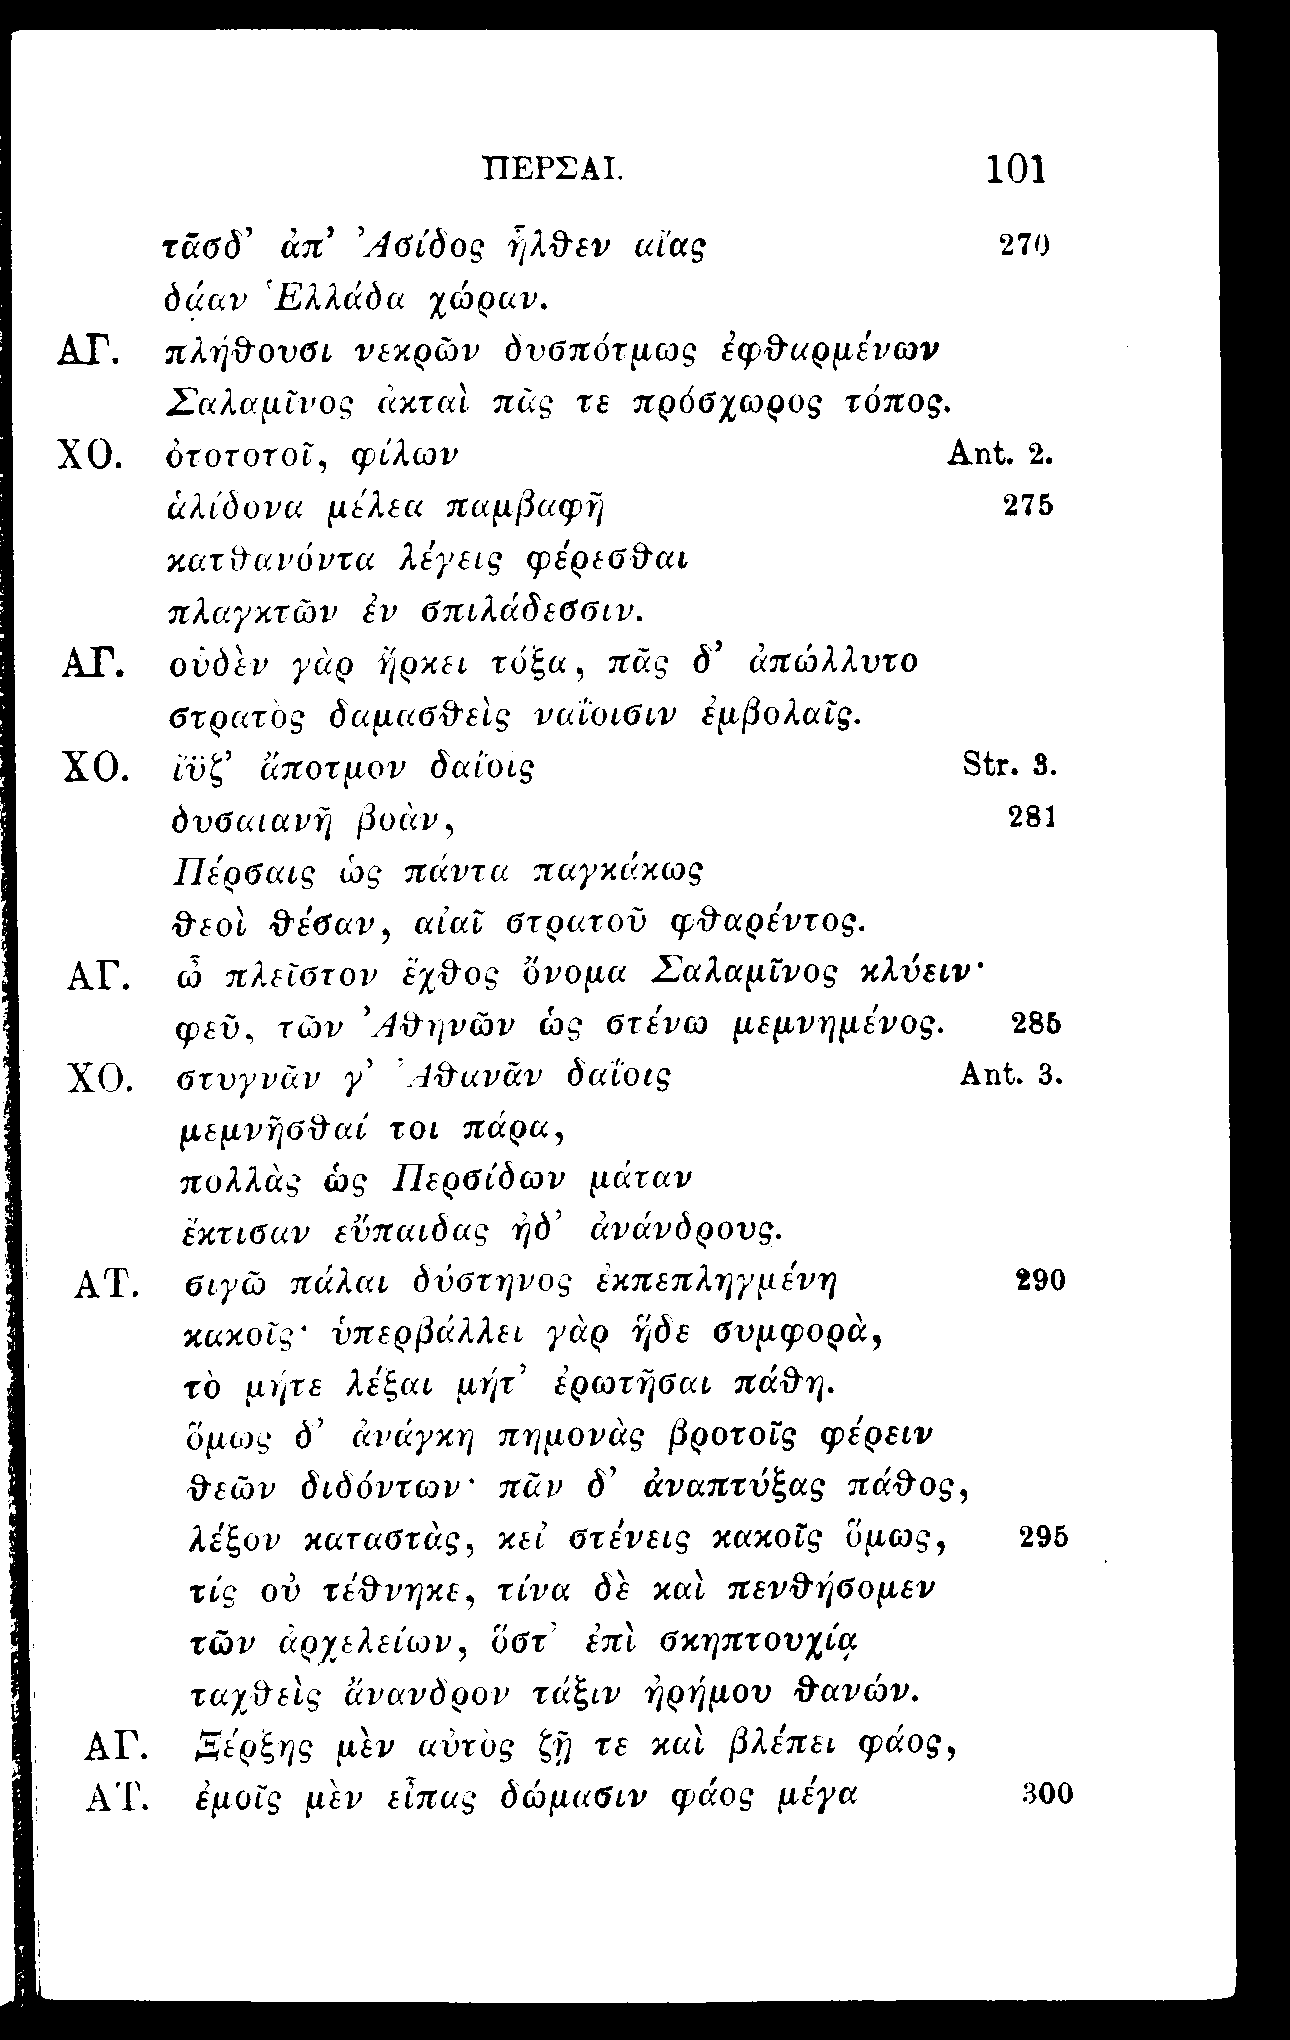 ΠΕΡΣΑΙ. 101
τᾶσδ’ ἀπ’ Ἀσίδος ἦλθεν αἴας 270
δᾴαν Ἑλλάδα χώραν.
ΑΓ. πλήθουσι νεκρῶν δυσπότμως ἐφθαρμένων
Σαλαμῖνος ἀκταὶ πᾶς τε πρόσχωρος τόπος.
ΧΟ. ὀτοτοτοῖ, φίλων Ant. 2.
ἁλίδονα μέλεα παμβαφῆ 275
κατθανόντα λέγεις φέρεσθαι
πλαγκτῶν ἐν σπιλάδεσσιν.
ΑΓ. οὐδὲν γὰρ ἤρκει τόξα, πᾶς δ’ ἀπώλλυτο
στρατὸς δαμασθεὶς ναΐοισιν ἐμβολαῖς.
ΧΟ. ἴϋζ’ ἄποτμον δαΐοις Str. 3.
δυσαιανῆ βοὰν, 281
Πέρσαις ὡς πάντα παγκάκως
θεοὶ θέσαν, αἰαῖ στρατοῦ φθαρέντος.
ΑΓ. ὦ πλεῖστον ἔχθος ὄνομα Σαλαμῖνος κλύειν·
φεῦ, τῶν Ἀθηνῶν ὡς στένω μεμνημένος. 285
ΧΟ. στυγνᾶν γ’ Ἀθανᾶν δαΐοις Ant. 3.
μεμνῆσθαί τοι πάρα,
πολλὰς ὡς Περσίδων μάταν
ἔκτισαν εὔπαιδας ἠδ’ ἀνάνδρους.
ΑΤ. σιγῶ πάλαι δύστηνος ἐκπεπληγμένη 290
κακοῖς· ὑπερβάλλει γὰρ ἥδε συμφορὰ,
τὸ μήτε λέξαι μήτ’ ἐρωτῆσαι πάθη.
ὅμως δ’ ἀνάγκη πημονὰς βροτοῖς φέρειν
θεῶν διδόντων· πᾶν δ’ ἀναπτύξας πάθος,
λέξον καταστὰς, κεἰ στένεις κακοῖς ὅμως, 295
τίς οὐ τέθνηκε, τίνα δὲ καὶ πενθήσομεν
τῶν ἀρχελείων, ὅστ’ ἐπὶ σκηπτουχίᾳ
ταχθεὶς ἄνανδρον τάξιν ἠρήμου θανών.
ΑΓ. Ξέρξης μὲν αὐτὸς ζῇ τε καὶ βλέπει φάος,
ΑΤ. ἐμοῖς μὲν εἶπας δώμασιν φάος μέγα 300